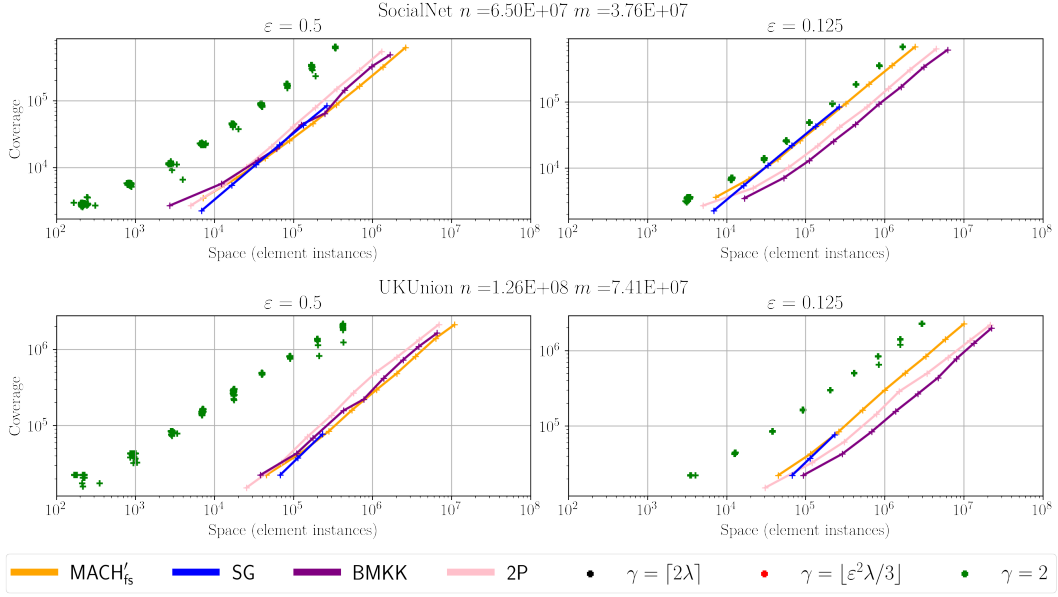 SocialNet n =6.50E+07 m =3.76E+07
ε = 0.5
ε = 0.125
Coverage
10^5
10^4
10^5
10^4
10^2 10^3 10^4 10^5 10^6 10^7 10^8
10^2 10^3 10^4 10^5 10^6 10^7 10^8
Space (element instances)
Space (element instances)
UKUnion n =1.26E+08 m =7.41E+07
ε = 0.5
ε = 0.125
Coverage
10^6
10^5
10^6
10^5
10^2 10^3 10^4 10^5 10^6 10^7 10^8
10^2 10^3 10^4 10^5 10^6 10^7 10^8
Space (element instances)
Space (element instances)
MACH′_fs SG BMKK 2P γ = ⌈2λ⌉ γ = ⌊ε²λ/3⌋ γ = 2